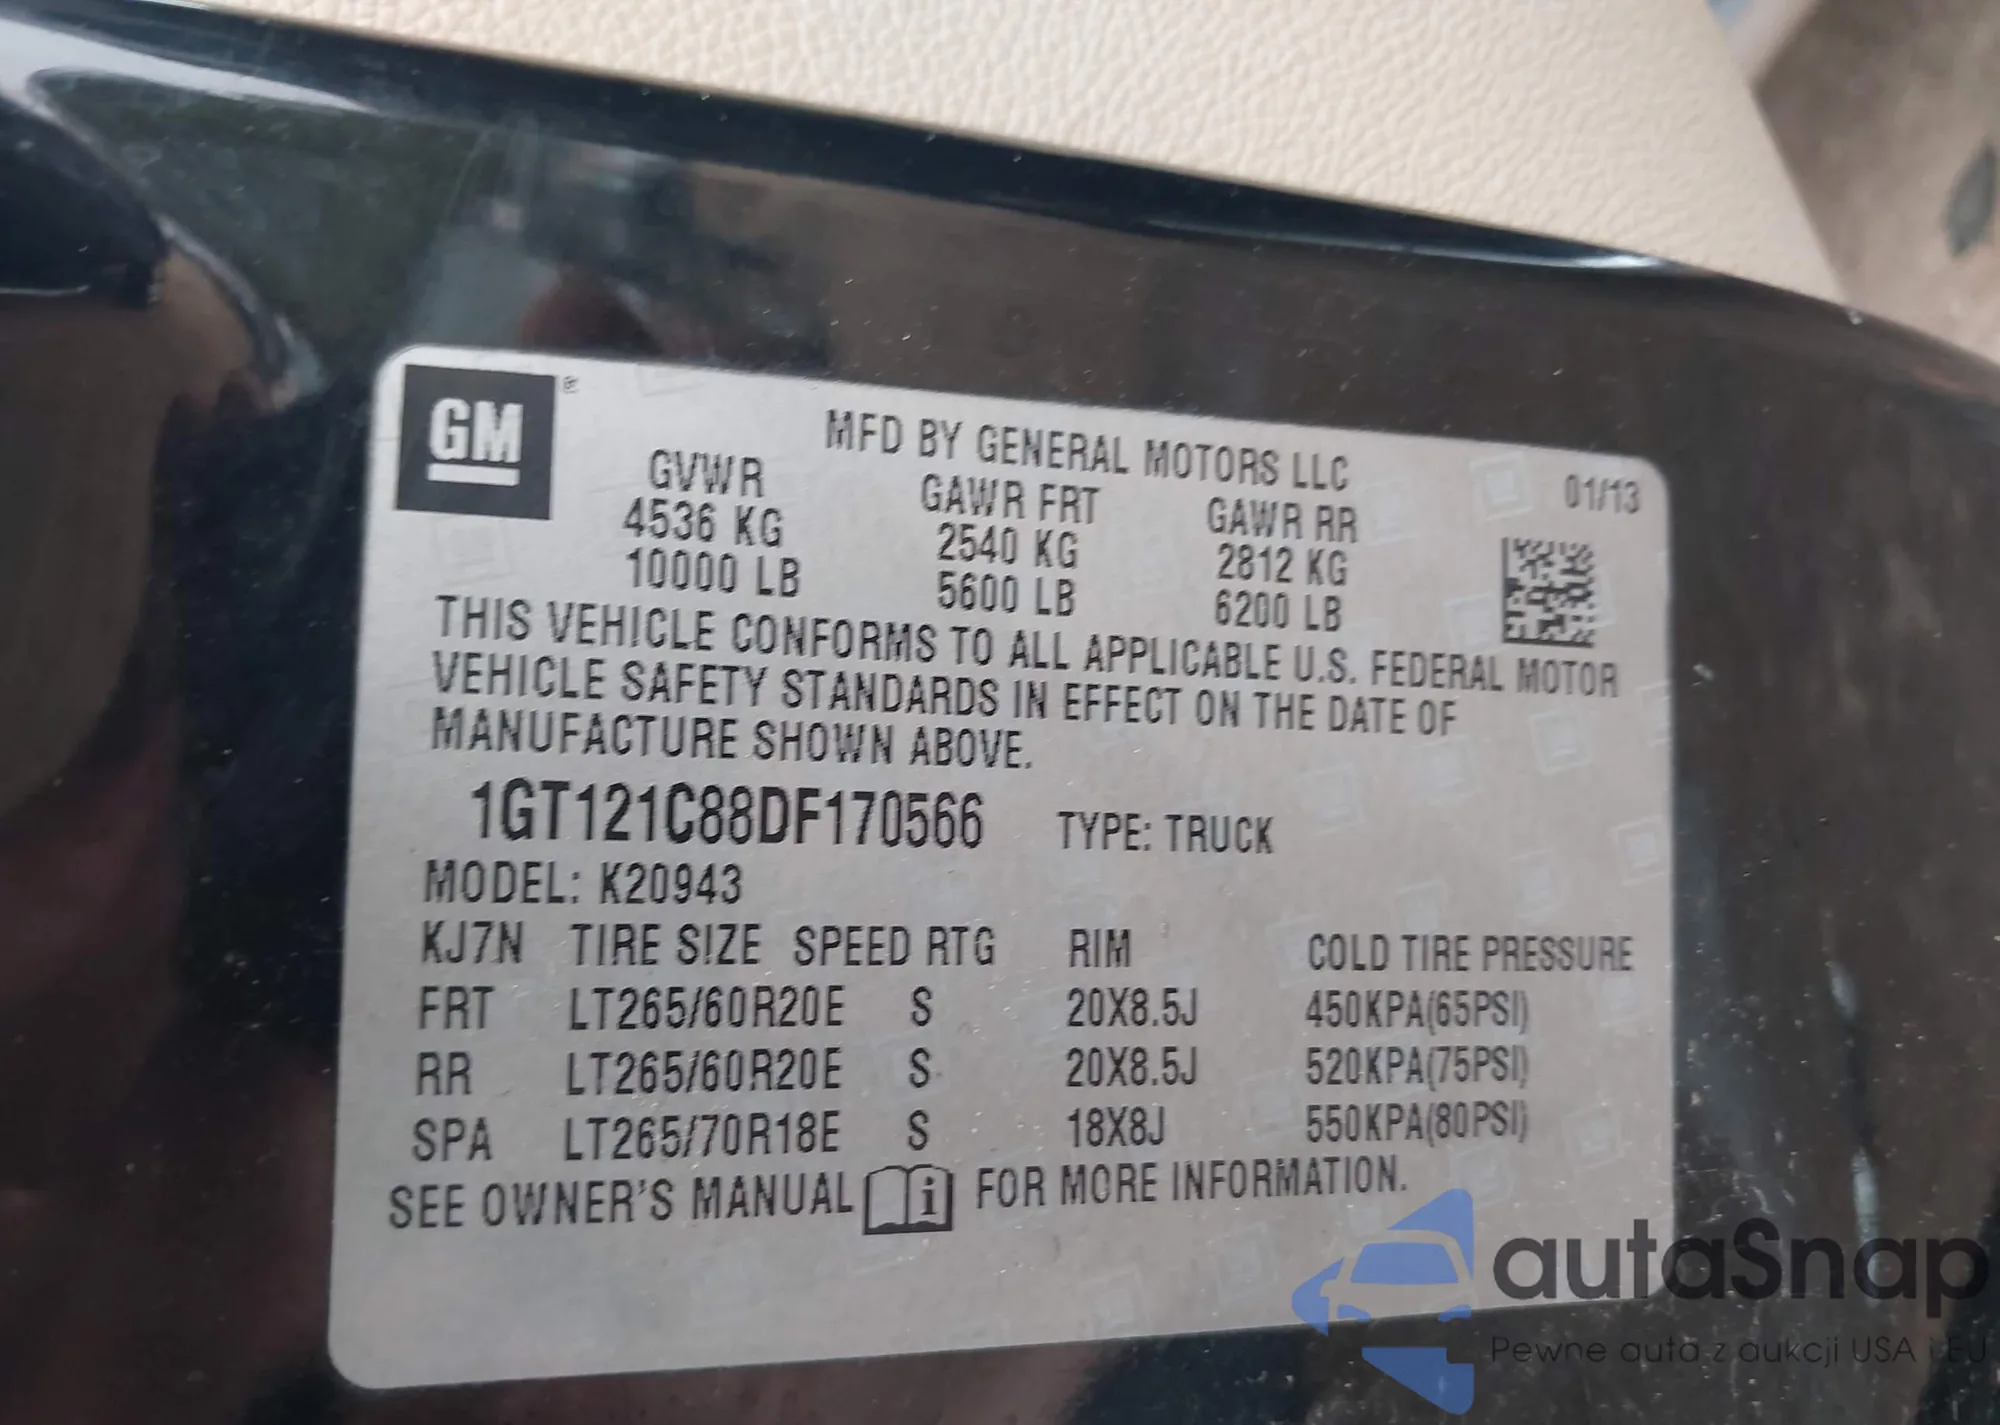 GM
MFD BY GENERAL MOTORS LLC
01/13
GVWR GAWR FRT GAWR RR
4536 KG 2540 KG 2812 KG
10000 LB 5600 LB 6200 LB
THIS VEHICLE CONFORMS TO ALL APPLICABLE U.S. FEDERAL MOTOR
VEHICLE SAFETY STANDARDS IN EFFECT ON THE DATE OF
MANUFACTURE SHOWN ABOVE.
1GT121C88DF170566 TYPE: TRUCK
MODEL: K20943
KJ7N TIRE SIZE SPEED RTG RIM COLD TIRE PRESSURE
FRT LT265/60R20E S 20X8.5J 450KPA(65PSI)
RR LT265/60R20E S 20X8.5J 520KPA(75PSI)
SPA LT265/70R18E S 18X8J 550KPA(80PSI)
SEE OWNER'S MANUAL i FOR MORE INFORMATION.
autaSnap
Pewne auta z aukcji USA i EU